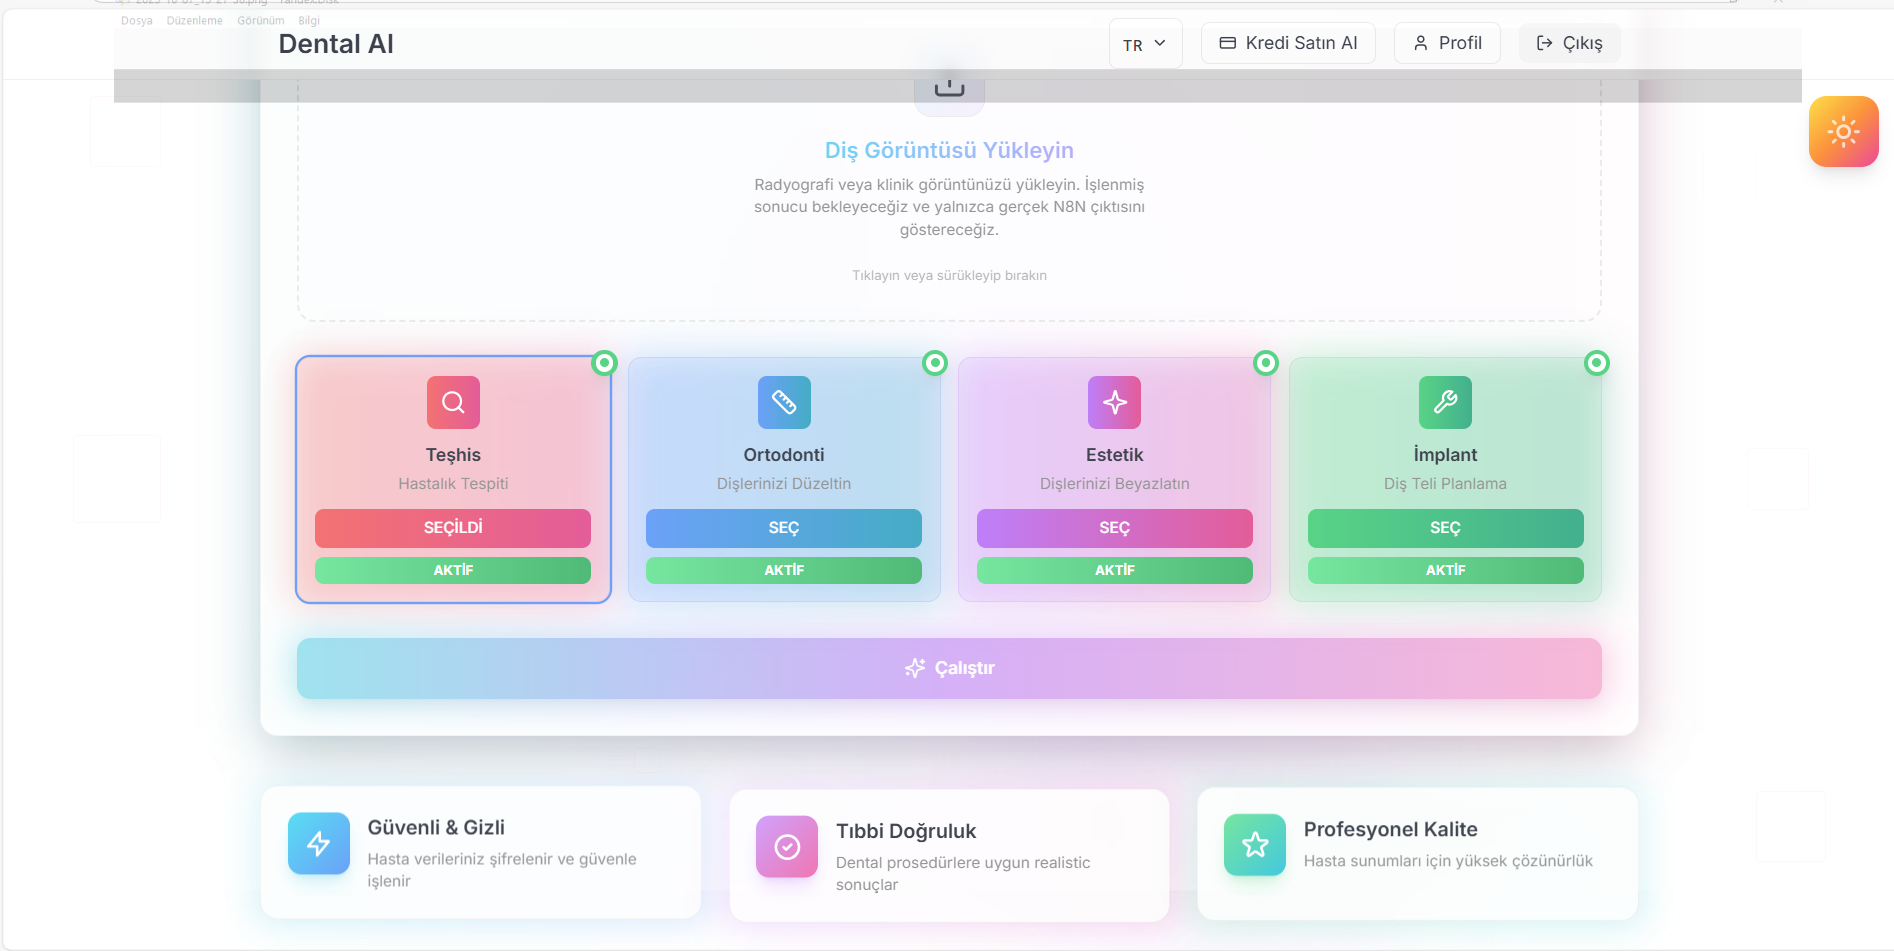 Dosya Düzenleme Görünüm Bilgi
Dental AI
TR
Kredi Satın Al
Profil
Çıkış
Diş Görüntüsü Yükleyin
Radyografi veya klinik görüntünüzü yükleyin. İşlenmiş
sonucu bekleyeceğiz ve yalnızca gerçek N8N çıktısını
göstereceğiz.
Tıklayın veya sürükleyip bırakın
Teşhis
Hastalık Tespiti
SEÇİLDİ
AKTİF
Ortodonti
Dişlerinizi Düzeltin
SEÇ
AKTİF
Estetik
Dişlerinizi Beyazlatın
SEÇ
AKTİF
İmplant
Diş Teli Planlama
SEÇ
AKTİF
Çalıştır
Güvenli & Gizli
Hasta verileriniz şifrelenir ve güvenle
işlenir
Tıbbi Doğruluk
Dental prosedürlere uygun realistic
sonuçlar
Profesyonel Kalite
Hasta sunumları için yüksek çözünürlük